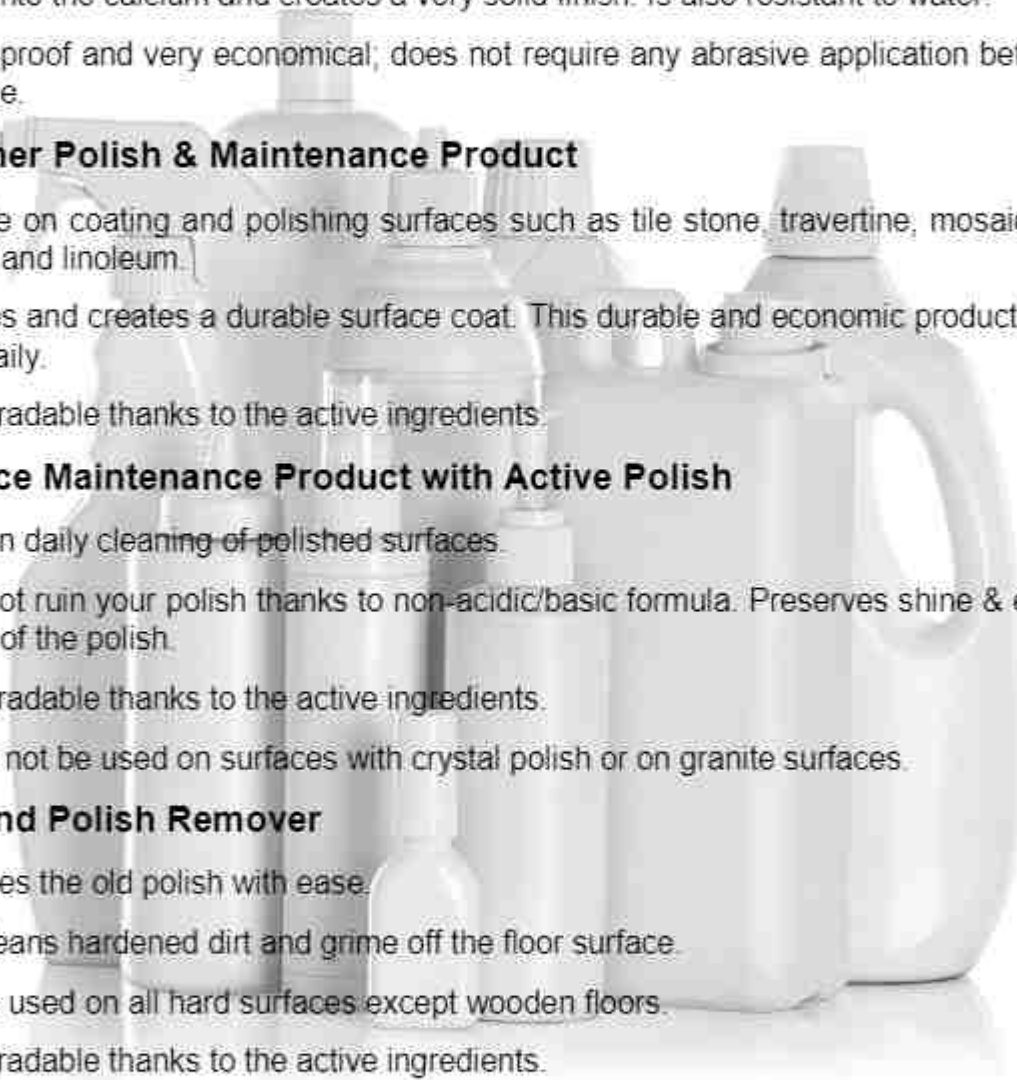 nto the calcium and creates a very solid finish. Is also resistant to water.
proof and very economical; does not require any abrasive application bef
e.
ner Polish & Maintenance Product
e on coating and polishing surfaces such as tile stone, travertine, mosaic
and linoleum.
s and creates a durable surface coat. This durable and economic product
aily.
radable thanks to the active ingredients.
ce Maintenance Product with Active Polish
n daily cleaning of polished surfaces.
ot ruin your polish thanks to non-acidic/basic formula. Preserves shine & e
of the polish.
radable thanks to the active ingredients.
not be used on surfaces with crystal polish or on granite surfaces.
nd Polish Remover
es the old polish with ease.
eans hardened dirt and grime off the floor surface.
used on all hard surfaces except wooden floors.
radable thanks to the active ingredients.